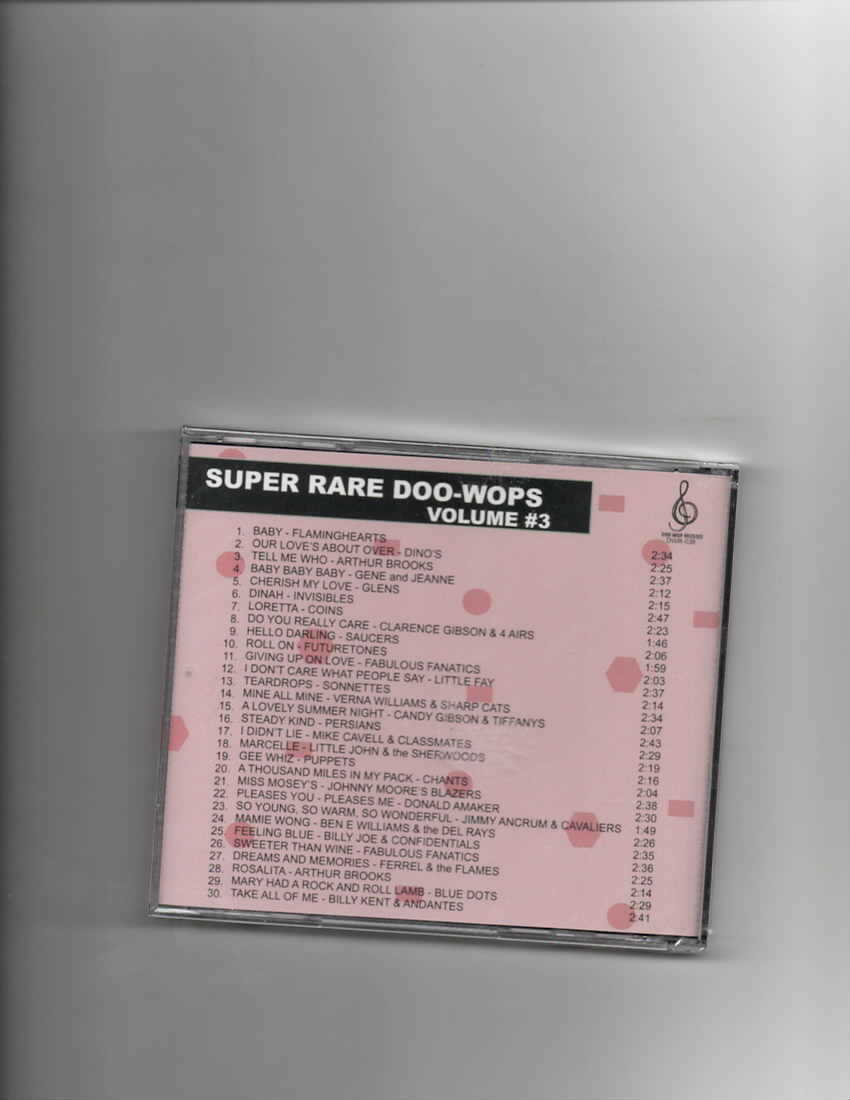 SUPER RARE DOO-WOPS
VOLUME #3
1. BABY - FLAMINGHEARTS 2:34
2. OUR LOVE'S ABOUT OVER - DINO'S 2:25
3. TELL ME WHO - ARTHUR BROOKS 2:37
4. BABY BABY BABY - GENE and JEANNE 2:12
5. CHERISH MY LOVE - GLENS 2:15
6. DINAH - INVISIBLES 2:47
7. LORETTA - COINS 2:23
8. DO YOU REALLY CARE - CLARENCE GIBSON & 4 AIRS 1:46
9. HELLO DARLING - SAUCERS 2:06
10. ROLL ON - FUTURETONES 1:59
11. GIVING UP ON LOVE - FABULOUS FANATICS 2:03
12. I DON'T CARE WHAT PEOPLE SAY - LITTLE FAY 2:37
13. TEARDROPS - SONNETTES 2:14
14. MINE ALL MINE - VERNA WILLIAMS & SHARP CATS 2:34
15. A LOVELY SUMMER NIGHT - CANDY GIBSON & TIFFANYS 2:07
16. STEADY KIND - PERSIANS 2:43
17. I DIDN'T LIE - MIKE CAVELL & CLASSMATES 2:29
18. MARCELLE - LITTLE JOHN & the SHERWOODS 2:19
19. GEE WHIZ - PUPPETS 2:16
20. A THOUSAND MILES IN MY PACK - CHANTS 2:04
21. MISS MOSEY'S - JOHNNY MOORE'S BLAZERS 2:38
22. PLEASES YOU - PLEASES ME - DONALD AMAKER 2:30
23. SO YOUNG, SO WARM, SO WONDERFUL - JIMMY ANCRUM & CAVALIERS 1:49
24. MAMIE WONG - BEN E WILLIAMS & the DEL RAYS 2:26
25. FEELING BLUE - BILLY JOE & CONFIDENTIALS 2:35
26. SWEETER THAN WINE - FABULOUS FANATICS 2:36
27. DREAMS AND MEMORIES - FERREL & the FLAMES 2:25
28. ROSALITA - ARTHUR BROOKS 2:14
29. MARY HAD A ROCK AND ROLL LAMB - BLUE DOTS 2:29
30. TAKE ALL OF ME - BILLY KENT & ANDANTES 2:41
DOO-WOP RECORDS